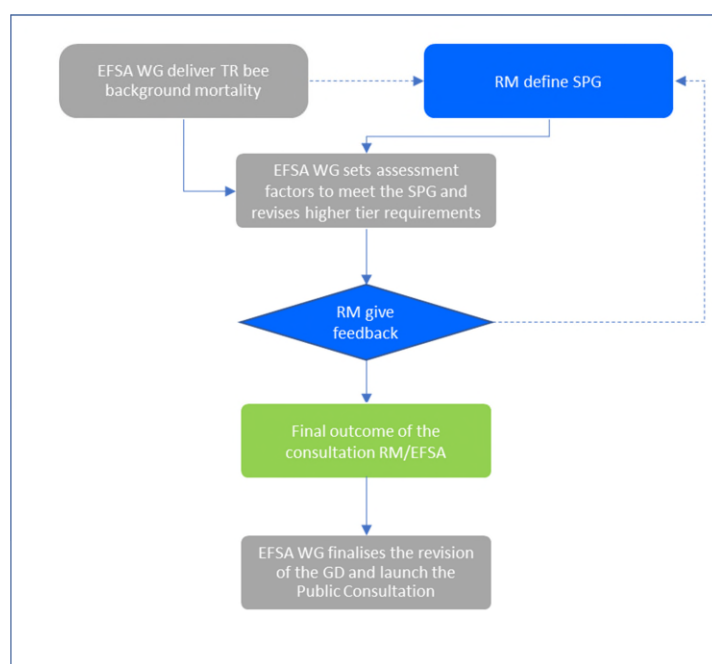 EFSA WG deliver TR bee
background mortality
RM define SPG
EFSA WG sets assessment
factors to meet the SPG and
revises higher tier requirements
RM give
feedback
Final outcome of the
consultation RM/EFSA
EFSA WG finalises the revision
of the GD and launch the
Public Consultation